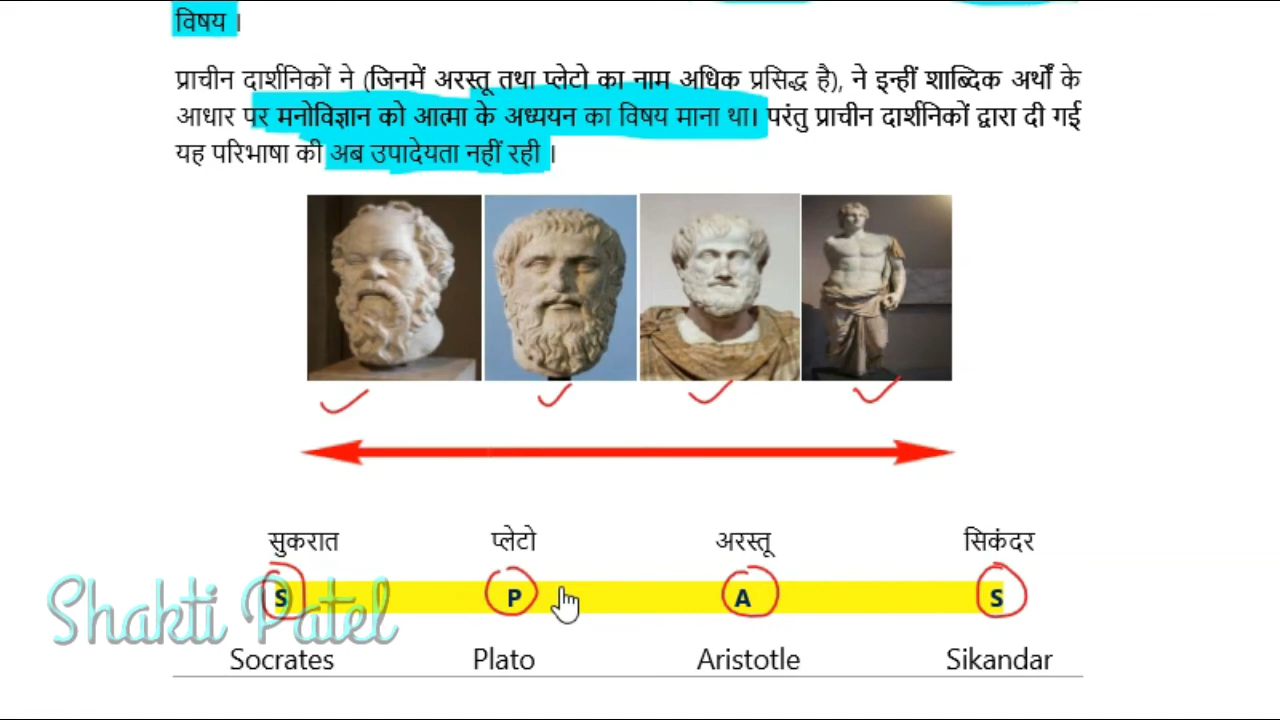 विषय ।
प्राचीन दार्शनिकों ने (जिनमें अरस्तू तथा प्लेटो का नाम अधिक प्रसिद्ध है), ने इन्हीं शाब्दिक अर्थों के
आधार पर मनोविज्ञान को आत्मा के अध्ययन का विषय माना था। परंतु प्राचीन दार्शनिकों द्वारा दी गई
यह परिभाषा की अब उपादेयता नहीं रही ।
सुकरात प्लेटो अरस्तू सिकंदर
S P A S
Shakti Patel
Socrates Plato Aristotle Sikandar